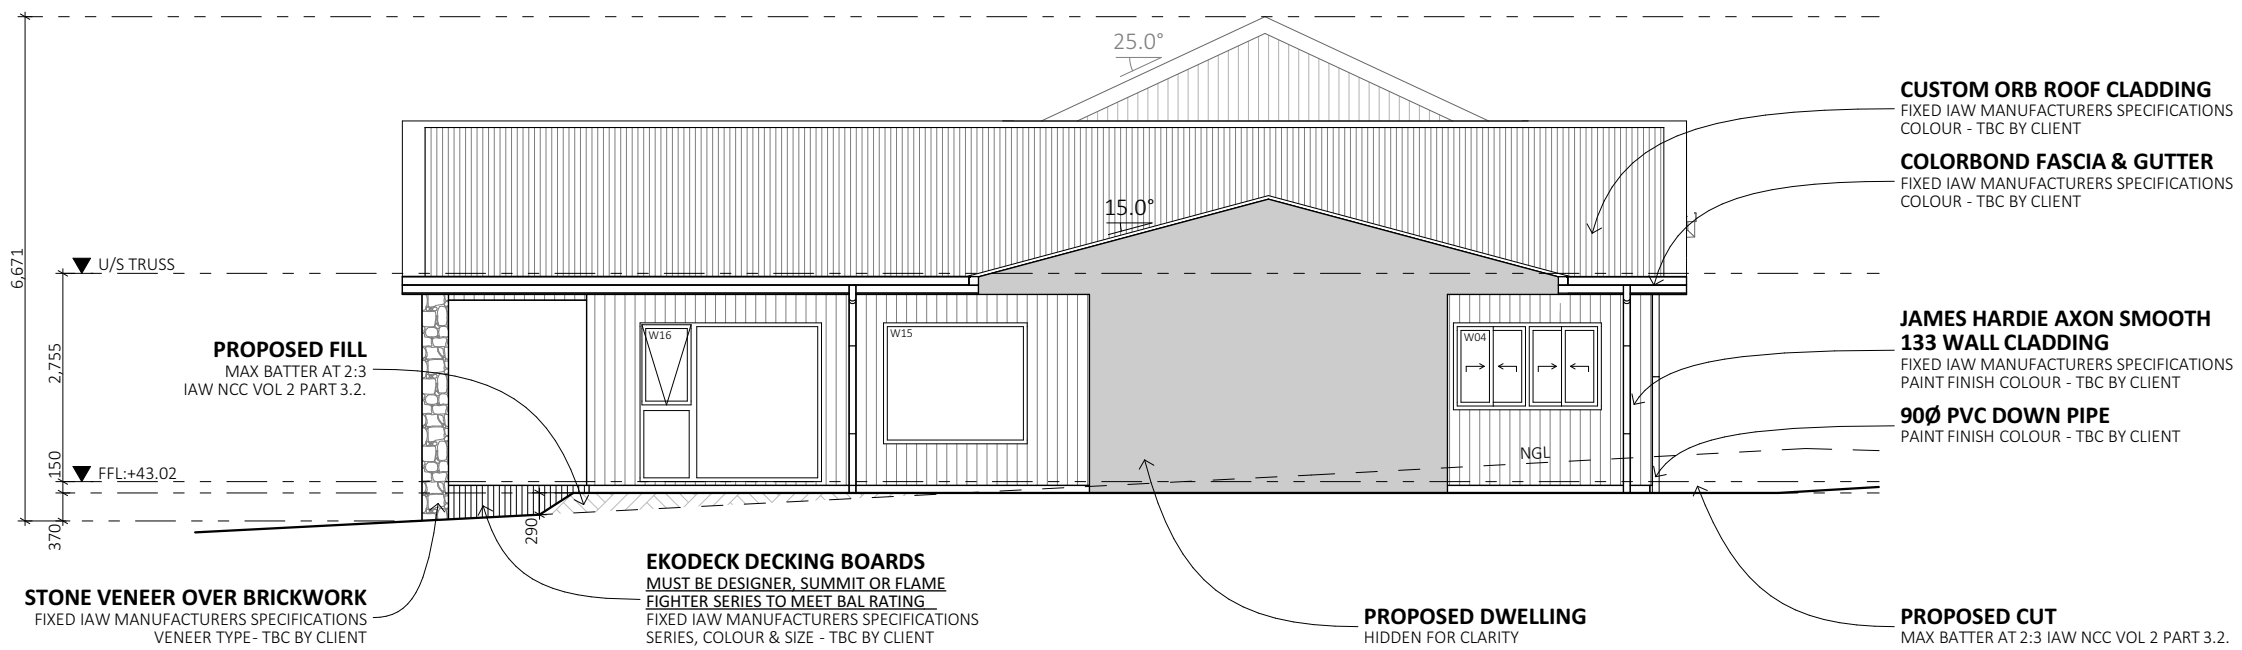 25.0°
CUSTOM ORB ROOF CLADDING
FIXED IAW MANUFACTURERS SPECIFICATIONS
COLOUR - TBC BY CLIENT
COLORBOND FASCIA & GUTTER
FIXED IAW MANUFACTURERS SPECIFICATIONS
COLOUR - TBC BY CLIENT
15.0°
6,671
U/S TRUSS
2,755
PROPOSED FILL
MAX BATTER AT 2:3
IAW NCC VOL 2 PART 3.2.
W16
W15
W04
JAMES HARDIE AXON SMOOTH
133 WALL CLADDING
FIXED IAW MANUFACTURERS SPECIFICATIONS
PAINT FINISH COLOUR - TBC BY CLIENT
90Ø PVC DOWN PIPE
PAINT FINISH COLOUR - TBC BY CLIENT
NGL
150
FFL:+43.02
370
290
STONE VENEER OVER BRICKWORK
FIXED IAW MANUFACTURERS SPECIFICATIONS
VENEER TYPE- TBC BY CLIENT
EKODECK DECKING BOARDS
MUST BE DESIGNER, SUMMIT OR FLAME
FIGHTER SERIES TO MEET BAL RATING
FIXED IAW MANUFACTURERS SPECIFICATIONS
SERIES, COLOUR & SIZE - TBC BY CLIENT
PROPOSED DWELLING
HIDDEN FOR CLARITY
PROPOSED CUT
MAX BATTER AT 2:3 IAW NCC VOL 2 PART 3.2.